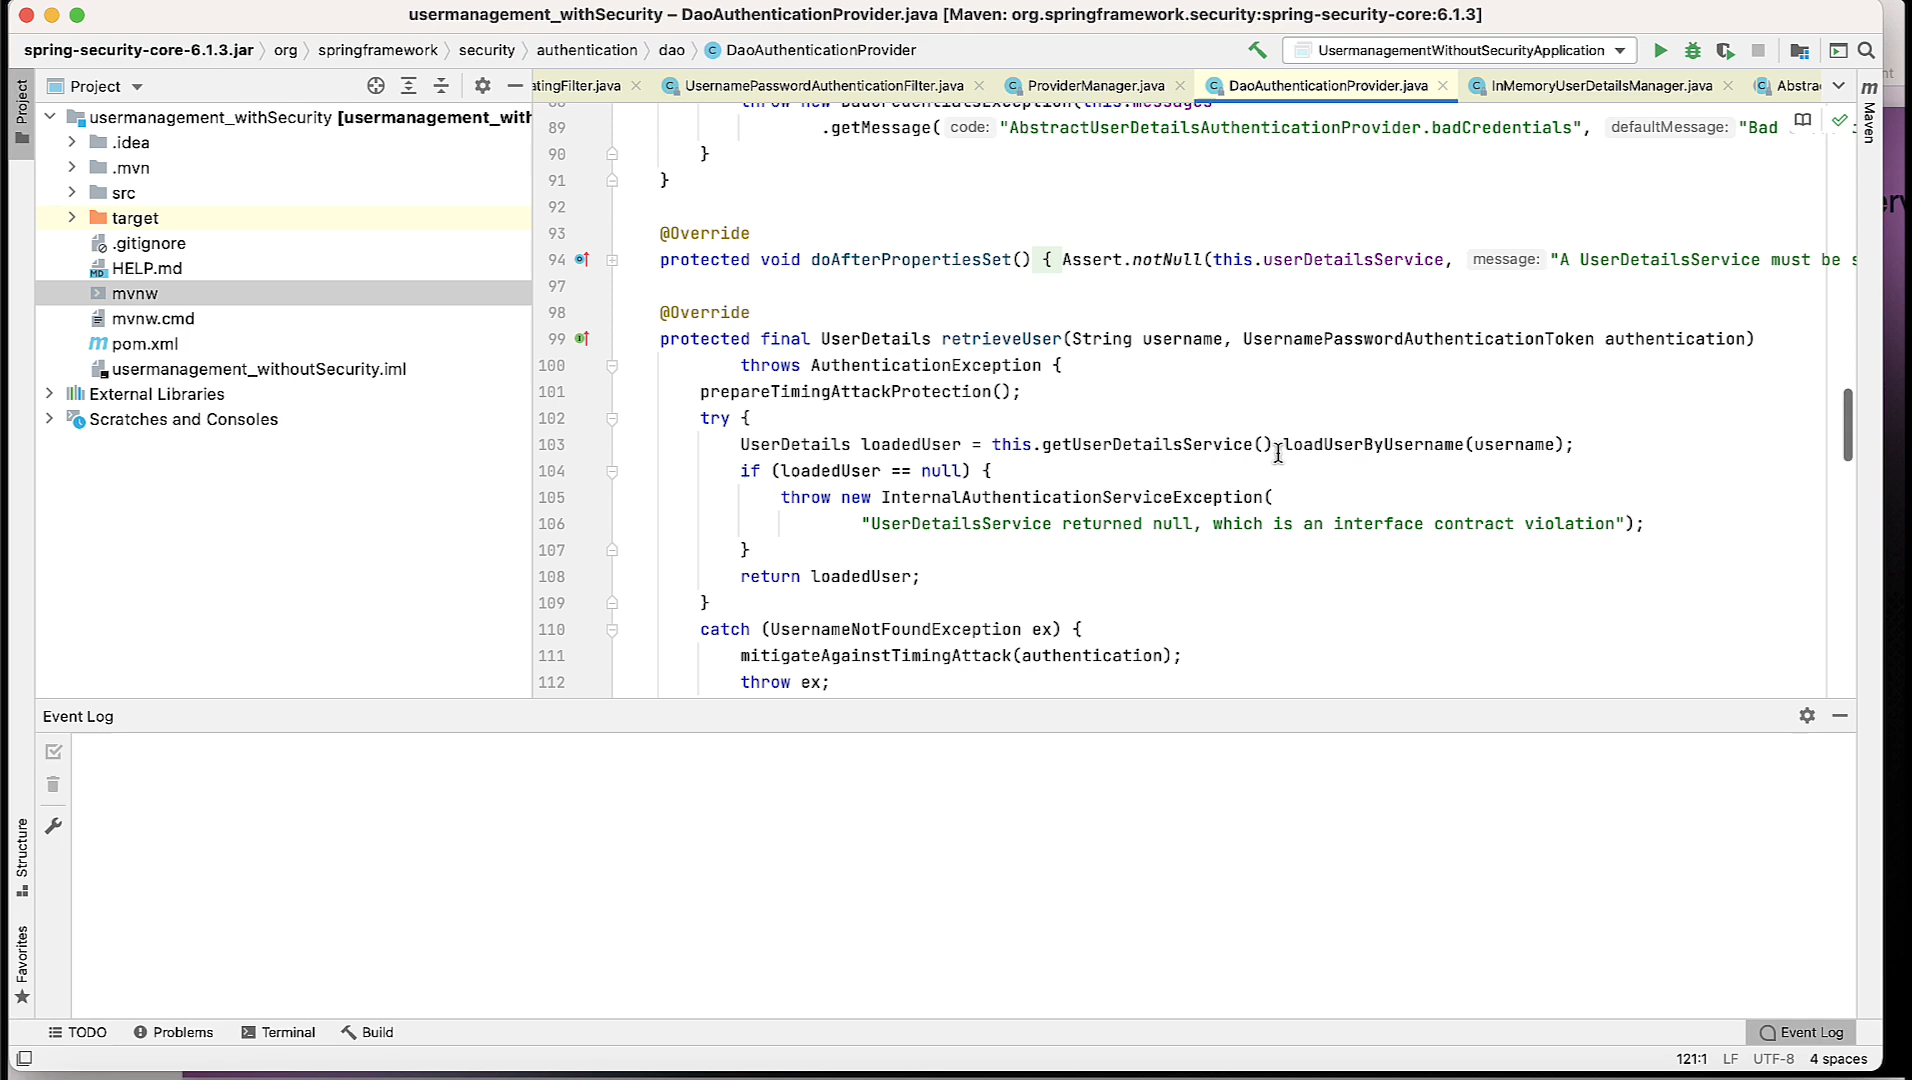 usermanagement_withSecurity – DaoAuthenticationProvider.java [Maven: org.springframework.security:spring-security-core:6.1.3]
spring-security-core-6.1.3.jar org springframework security authentication dao DaoAuthenticationProvider
UsermanagementWithoutSecurityApplication
Project
Project
atingFilter.java UsernamePasswordAuthenticationFilter.java ProviderManager.java DaoAuthenticationProvider.java InMemoryUserDetailsManager.java Abstra
m Maven
usermanagement_withSecurity [usermanagement_with
.idea
.mvn
src
target
.gitignore
MD HELP.md
mvnw
mvnw.cmd
m pom.xml
usermanagement_withoutSecurity.iml
External Libraries
Scratches and Consoles
88 throw new BadCredentialsException(this.messages
89 .getMessage( code: "AbstractUserDetailsAuthenticationProvider.badCredentials", defaultMessage: "Bad
90 }
91 }
92
93 @Override
94 protected void doAfterPropertiesSet() { Assert.notNull(this.userDetailsService, message: "A UserDetailsService must be s
97
98 @Override
99 protected final UserDetails retrieveUser(String username, UsernamePasswordAuthenticationToken authentication)
100 throws AuthenticationException {
101 prepareTimingAttackProtection();
102 try {
103 UserDetails loadedUser = this.getUserDetailsService().loadUserByUsername(username);
104 if (loadedUser == null) {
105 throw new InternalAuthenticationServiceException(
106 "UserDetailsService returned null, which is an interface contract violation");
107 }
108 return loadedUser;
109 }
110 catch (UsernameNotFoundException ex) {
111 mitigateAgainstTimingAttack(authentication);
112 throw ex;
Event Log
Structure
Favorites
TODO Problems Terminal Build Event Log
121:1 LF UTF-8 4 spaces